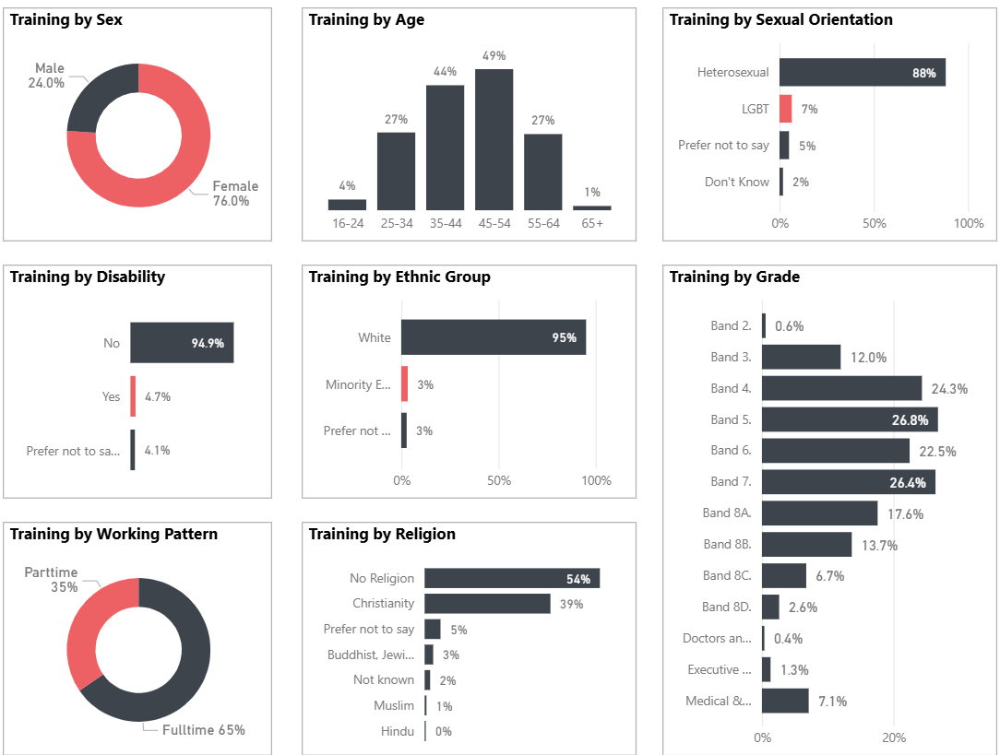 Training by Sex
Male
24.0%
Female
76.0%
Training by Age
4%
27%
44%
49%
27%
1%
16-24
25-34
35-44
45-54
55-64
65+
Training by Sexual Orientation
Heterosexual
88%
LGBT
7%
Prefer not to say
5%
Don't Know
2%
0%
50%
100%
Training by Disability
No
94.9%
Yes
4.7%
Prefer not to sa...
4.1%
Training by Ethnic Group
White
95%
Minority E...
3%
Prefer not ...
3%
0%
50%
100%
Training by Grade
Band 2.
0.6%
Band 3.
12.0%
Band 4.
24.3%
Band 5.
26.8%
Band 6.
22.5%
Band 7.
26.4%
Band 8A.
17.6%
Band 8B.
13.7%
Band 8C.
6.7%
Band 8D.
2.6%
Doctors an...
0.4%
Executive ...
1.3%
Medical &...
7.1%
0%
20%
Training by Working Pattern
Parttime
35%
Fulltime 65%
Training by Religion
No Religion
54%
Christianity
39%
Prefer not to say
5%
Buddhist, Jewi...
3%
Not known
2%
Muslim
1%
Hindu
0%